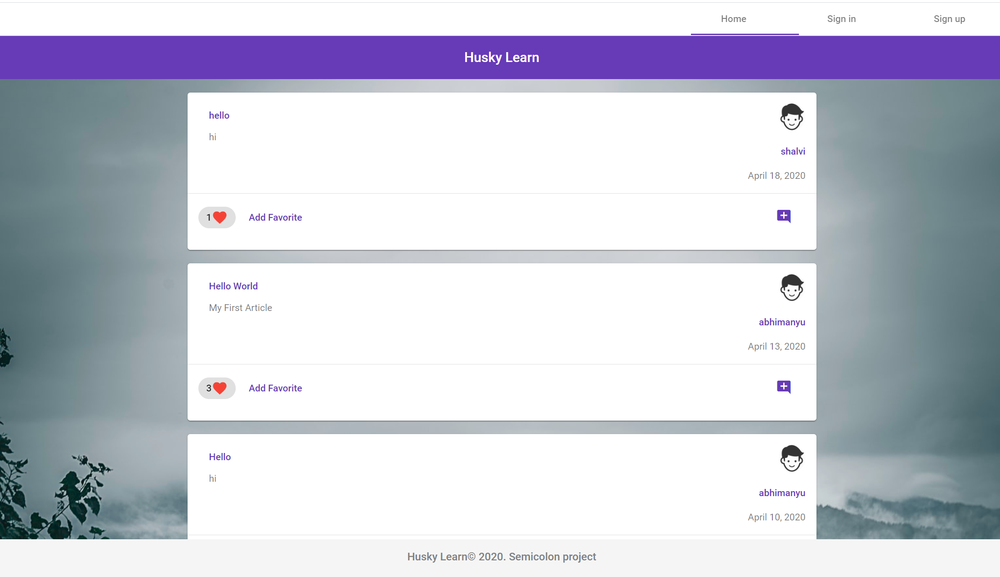 Home Sign in Sign up
Husky Learn
hello
hi
shalvi
April 18, 2020
1 Add Favorite
Hello World
My First Article
abhimanyu
April 13, 2020
3 Add Favorite
Hello
hi
abhimanyu
April 10, 2020
Husky Learn© 2020. Semicolon project